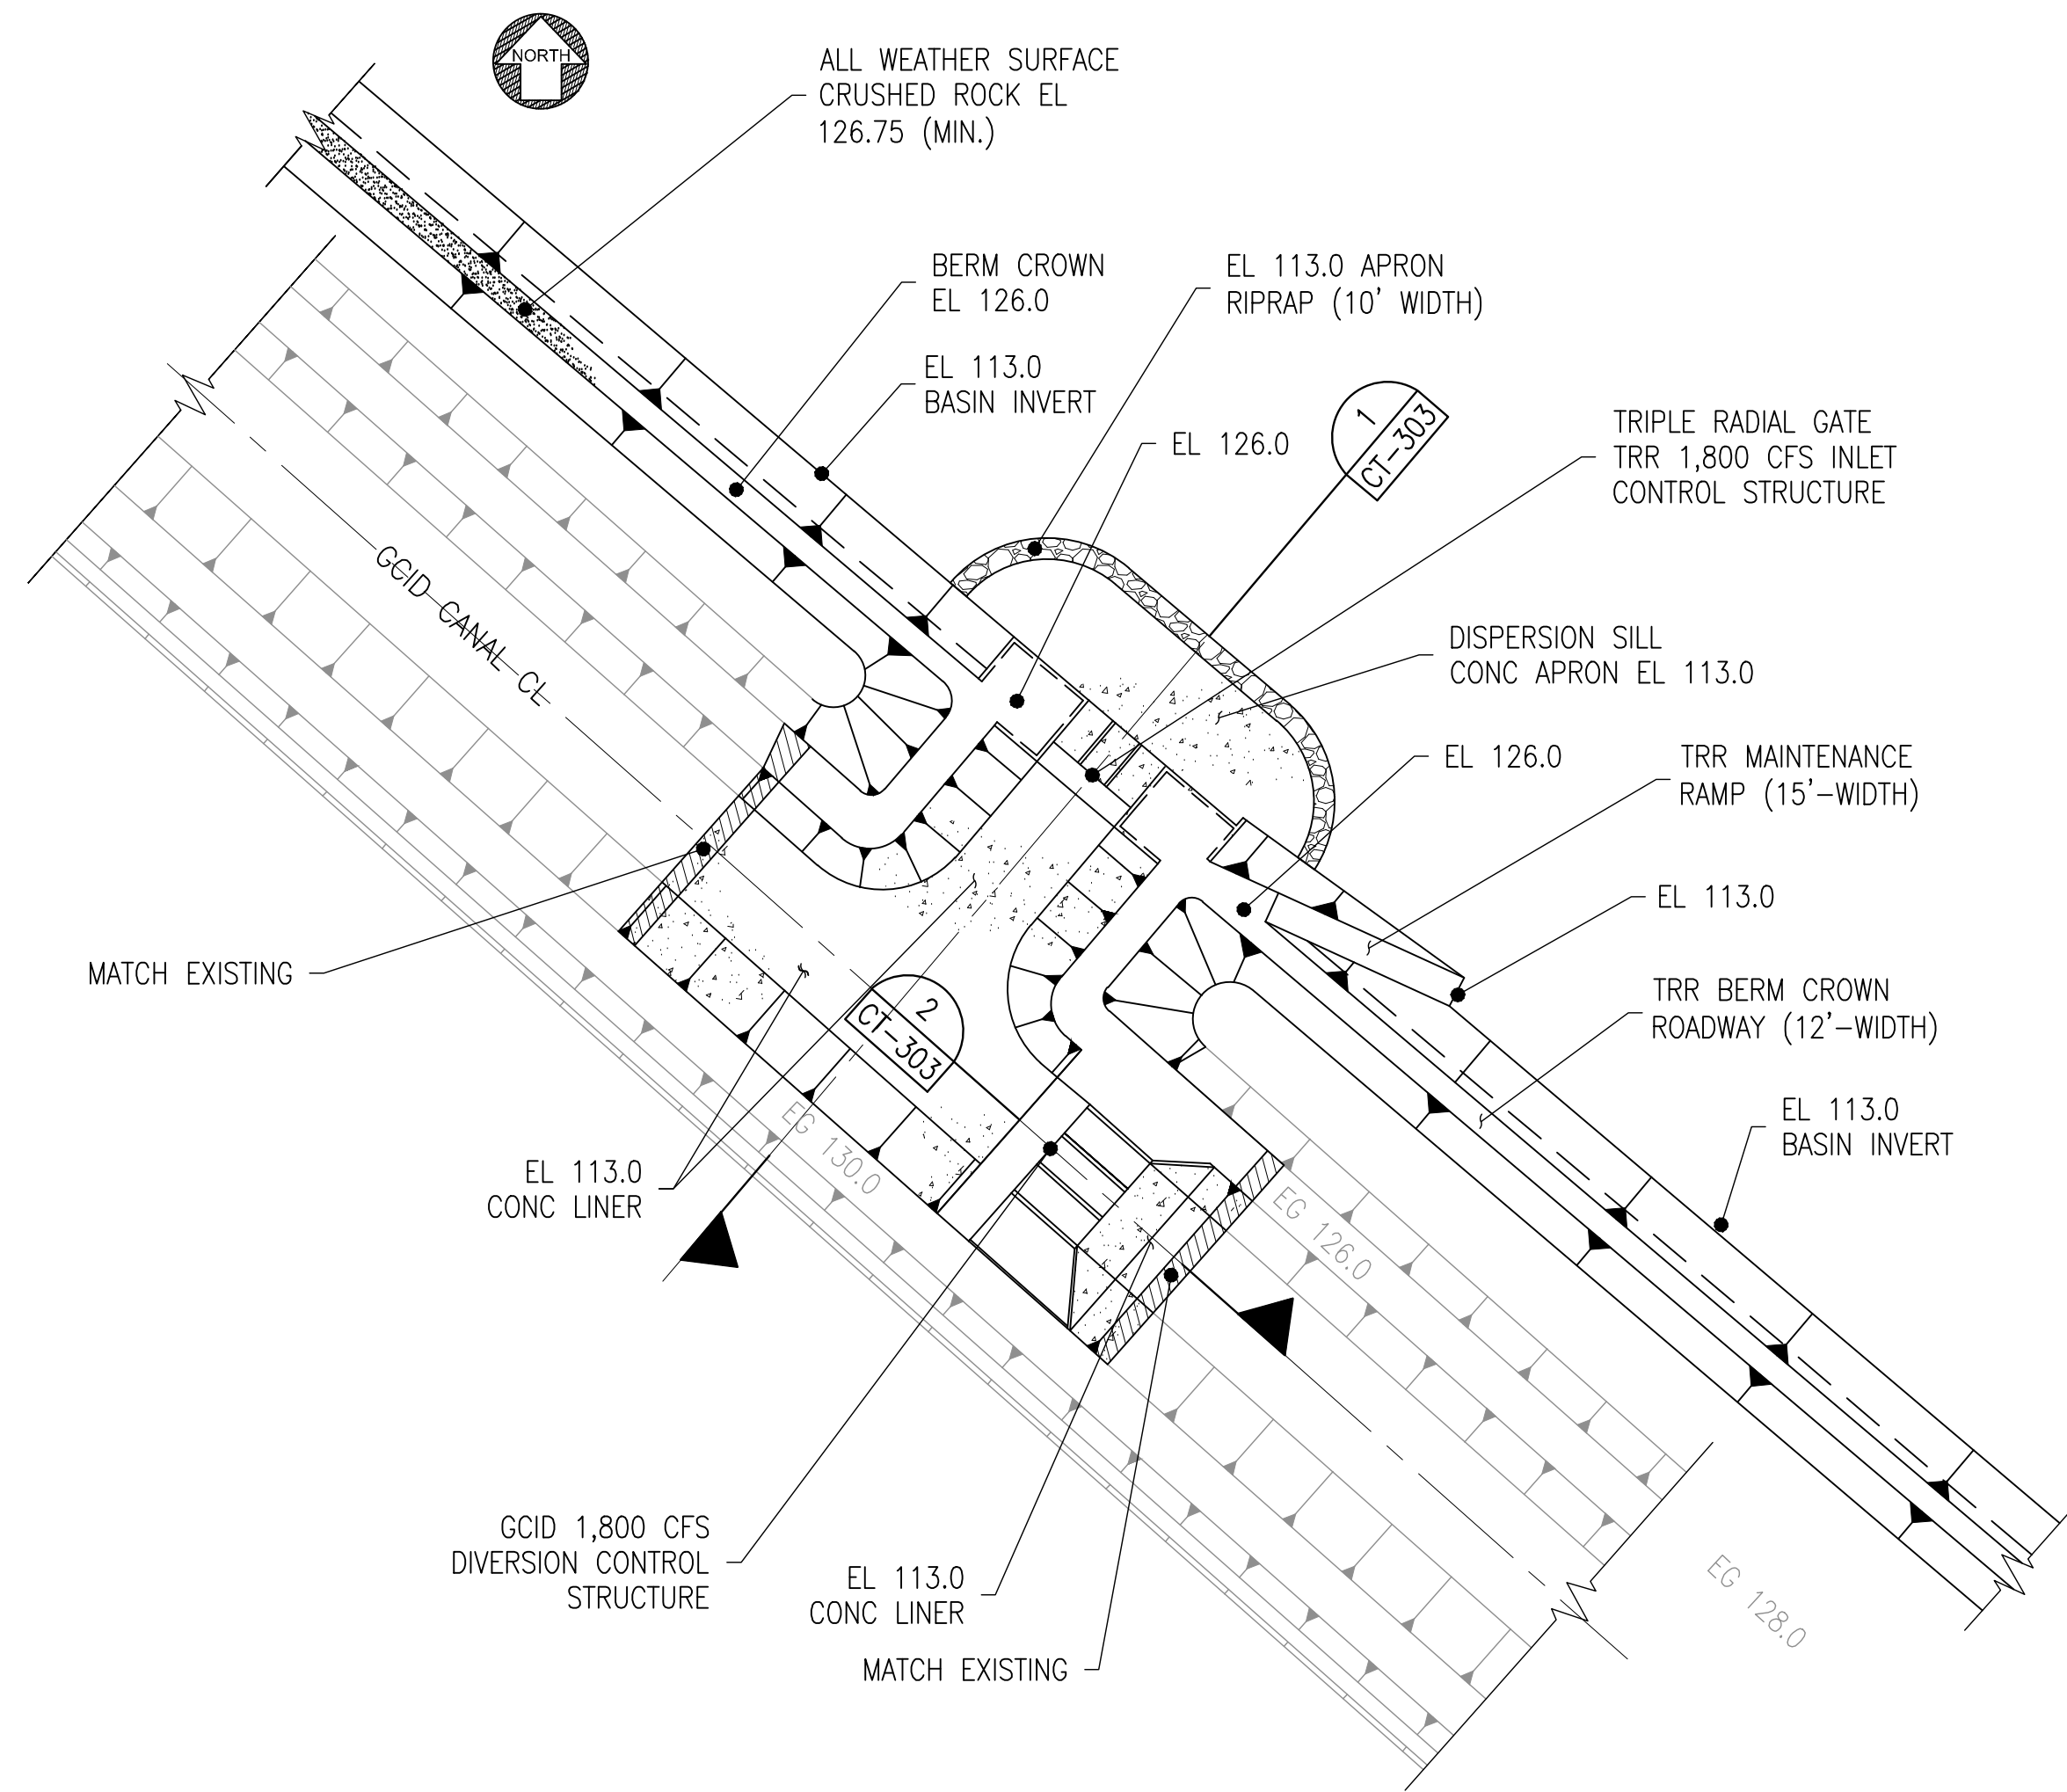 NORTH
ALL WEATHER SURFACE
CRUSHED ROCK EL
126.75 (MIN.)
BERM CROWN
EL 126.0
EL 113.0 APRON
RIPRAP (10' WIDTH)
EL 113.0
BASIN INVERT
EL 126.0
1
CT-303
TRIPLE RADIAL GATE
TRR 1,800 CFS INLET
CONTROL STRUCTURE
GCID CANAL CL
DISPERSION SILL
CONC APRON EL 113.0
EL 126.0
TRR MAINTENANCE
RAMP (15'-WIDTH)
EL 113.0
MATCH EXISTING
2
CT-303
TRR BERM CROWN
ROADWAY (12'-WIDTH)
EL 113.0
BASIN INVERT
EG 130.0
EL 113.0
CONC LINER
EG 126.0
GCID 1,800 CFS
DIVERSION CONTROL
STRUCTURE
EL 113.0
CONC LINER
EG 128.0
MATCH EXISTING